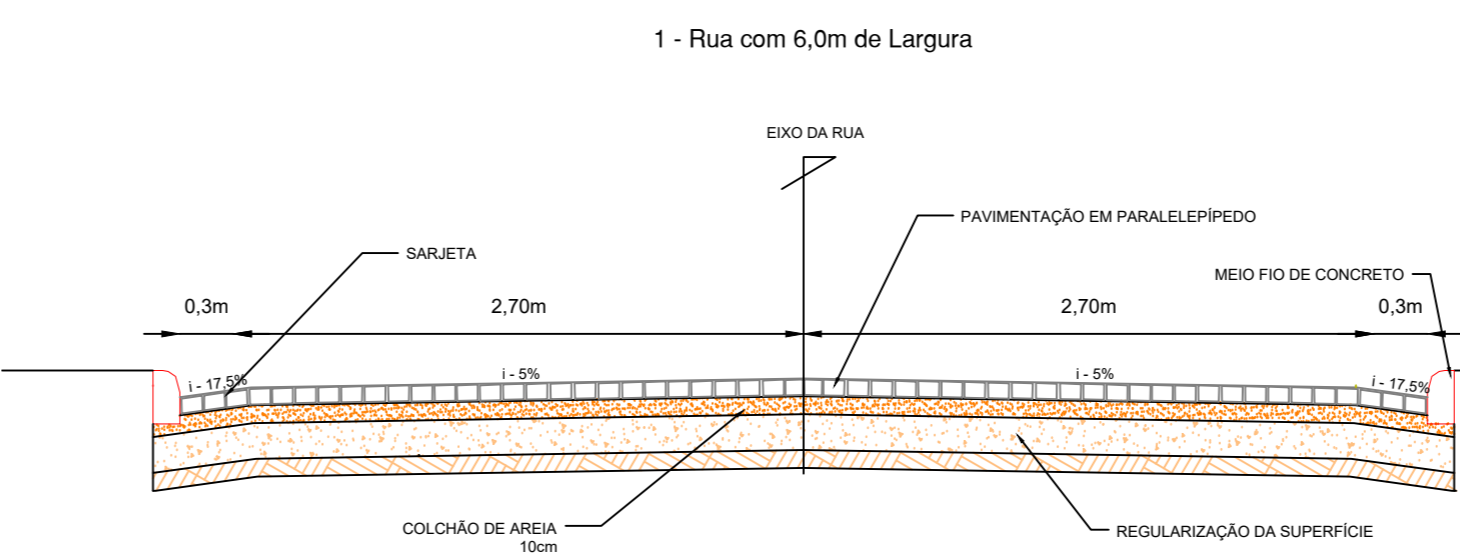 1 - Rua com 6,0m de Largura
EIXO DA RUA
PAVIMENTAÇÃO EM PARALELEPÍPEDO
SARJETA
MEIO FIO DE CONCRETO
0,3m
2,70m
2,70m
0,3m
i - 17,5%
i - 5%
i - 5%
i - 17,5%
COLCHÃO DE AREIA
10cm
REGULARIZAÇÃO DA SUPERFÍCIE